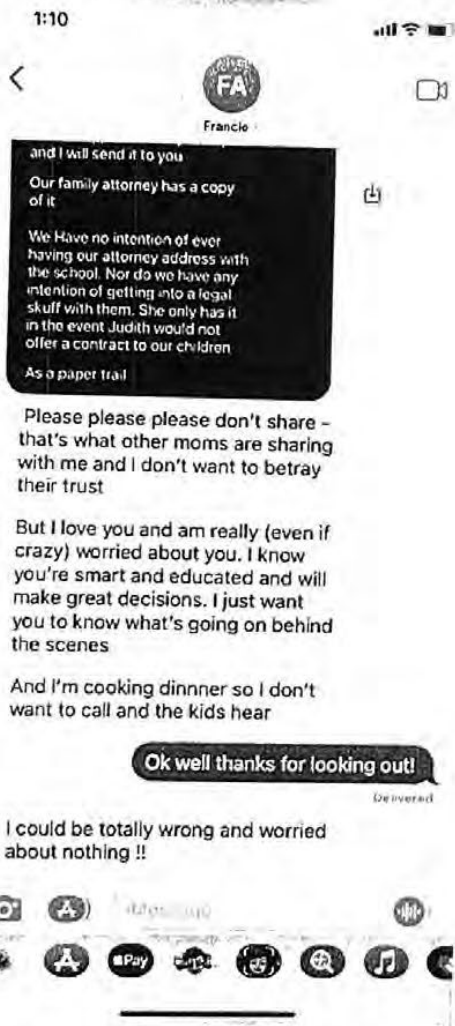 1:10
FA
Francie
and I will send it to you
Our family attorney has a copy
of it
We Have no intention of ever
having our attorney address with
the school. Nor do we have any
intention of getting into a legal
skuff with them. She only has it
in the event Judith would not
offer a contract to our children
As a paper trail
Please please please don't share –
that's what other moms are sharing
with me and I don't want to betray
their trust
But I love you and am really (even if
crazy) worried about you. I know
you're smart and educated and will
make great decisions. I just want
you to know what's going on behind
the scenes
And I'm cooking dinnner so I don't
want to call and the kids hear
Ok well thanks for looking out!
Delivered
I could be totally wrong and worried
about nothing !!
Pay